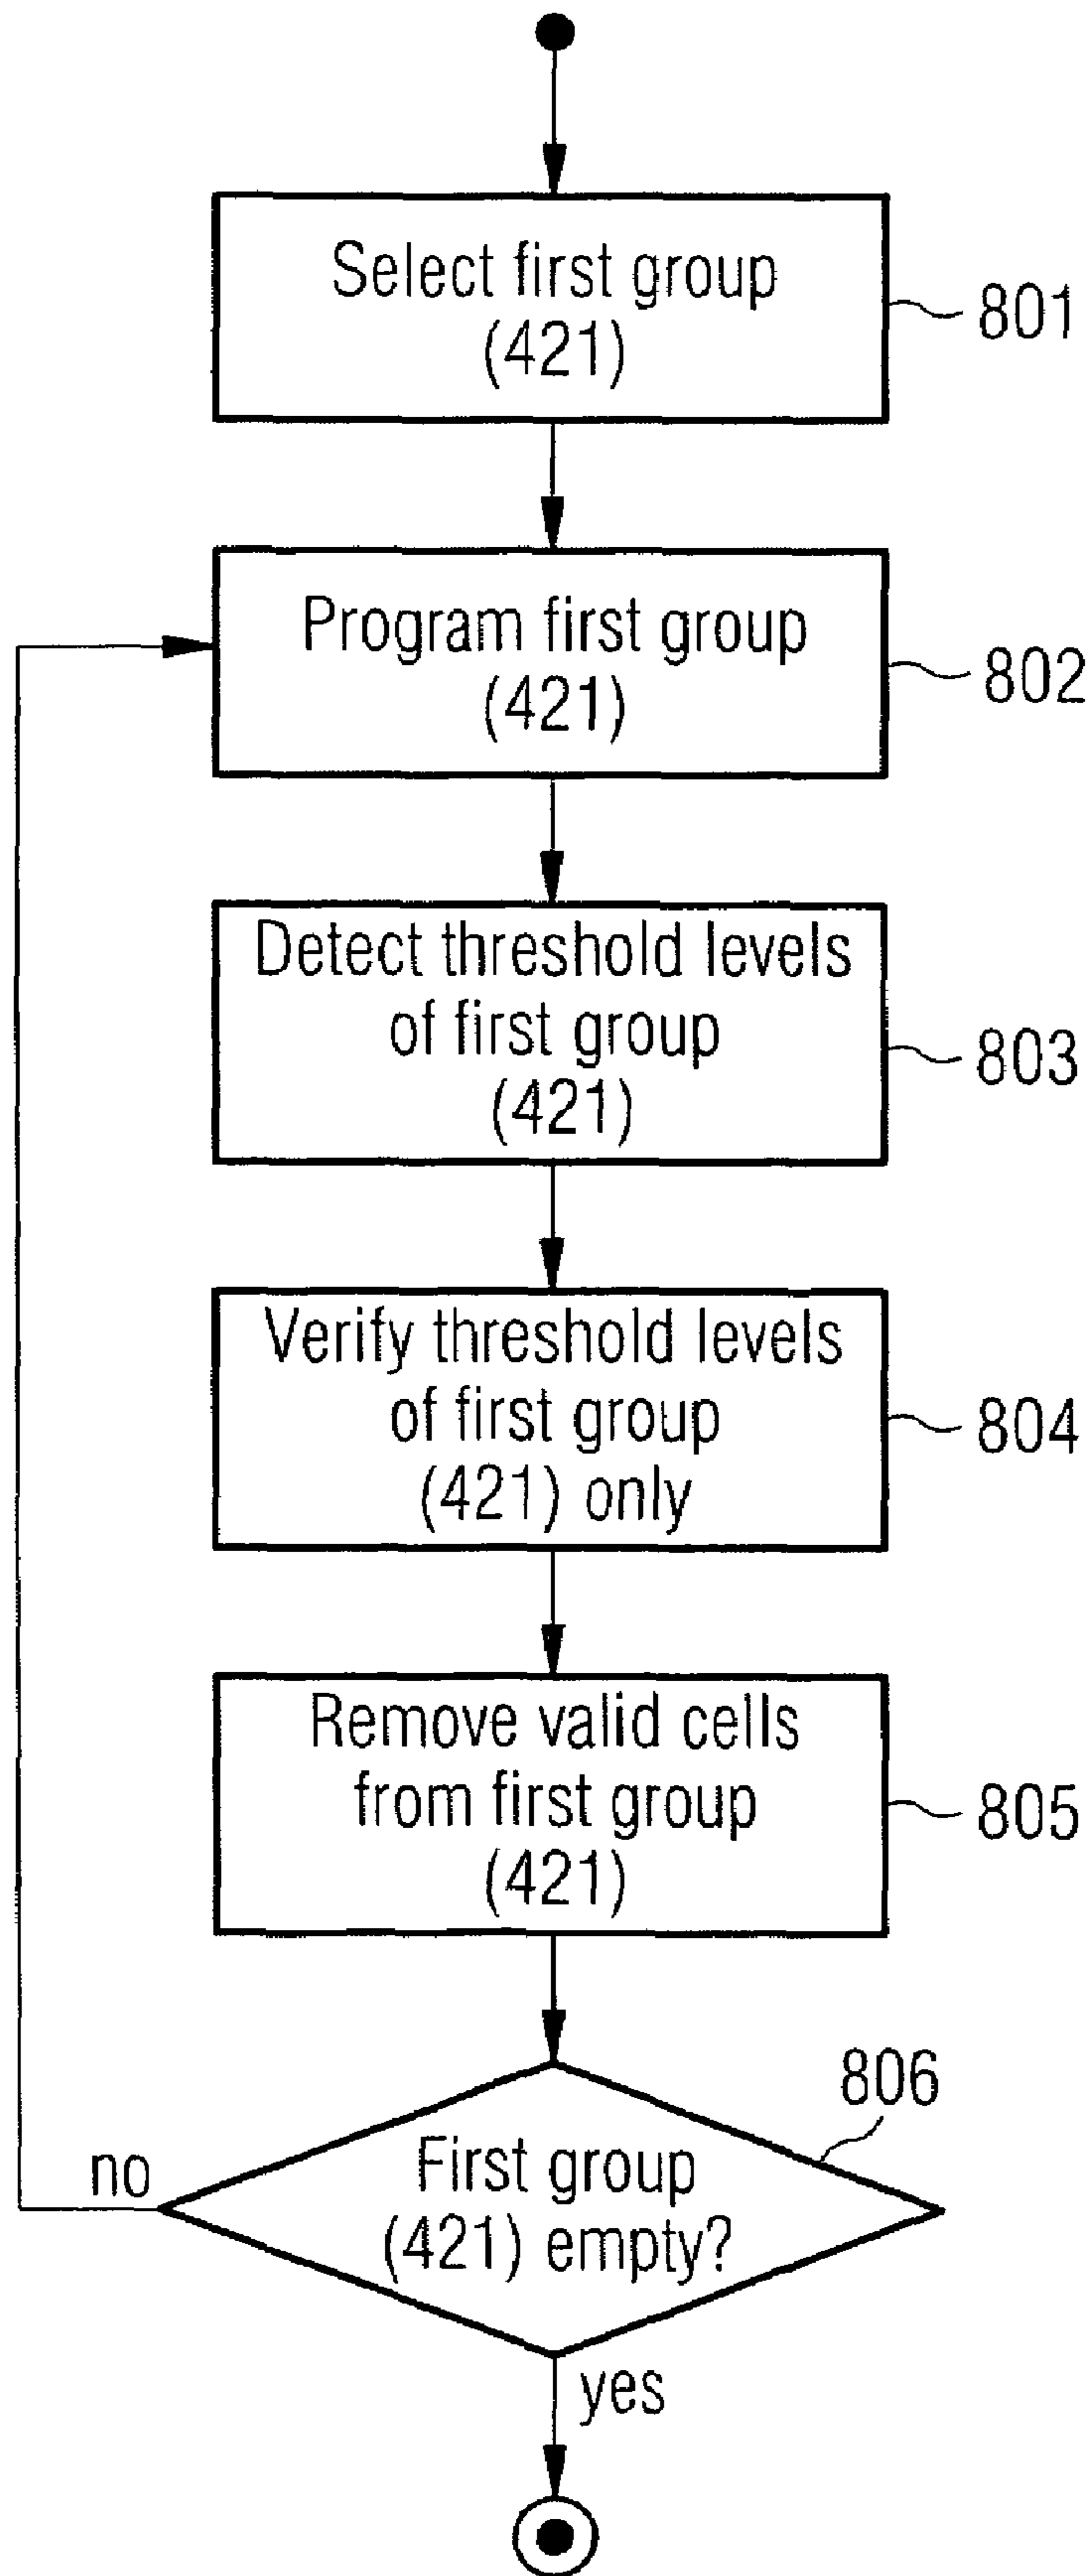 Select first group
(421)
801
Program first group
(421)
802
Detect threshold levels
of first group
(421)
803
Verify threshold levels
of first group
(421) only
804
Remove valid cells
from first group
(421)
805
806
First group
(421) empty?
no
yes